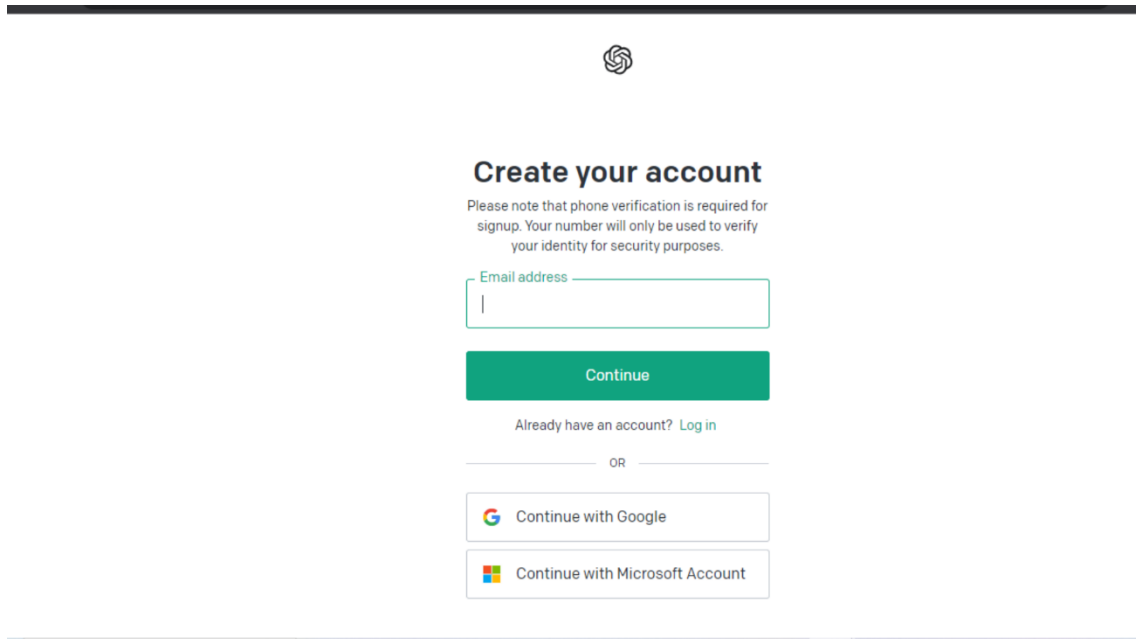 Create your account
Please note that phone verification is required for
signup. Your number will only be used to verify
your identity for security purposes.
Email address
Continue
Already have an account? Log in
OR
Continue with Google
Continue with Microsoft Account